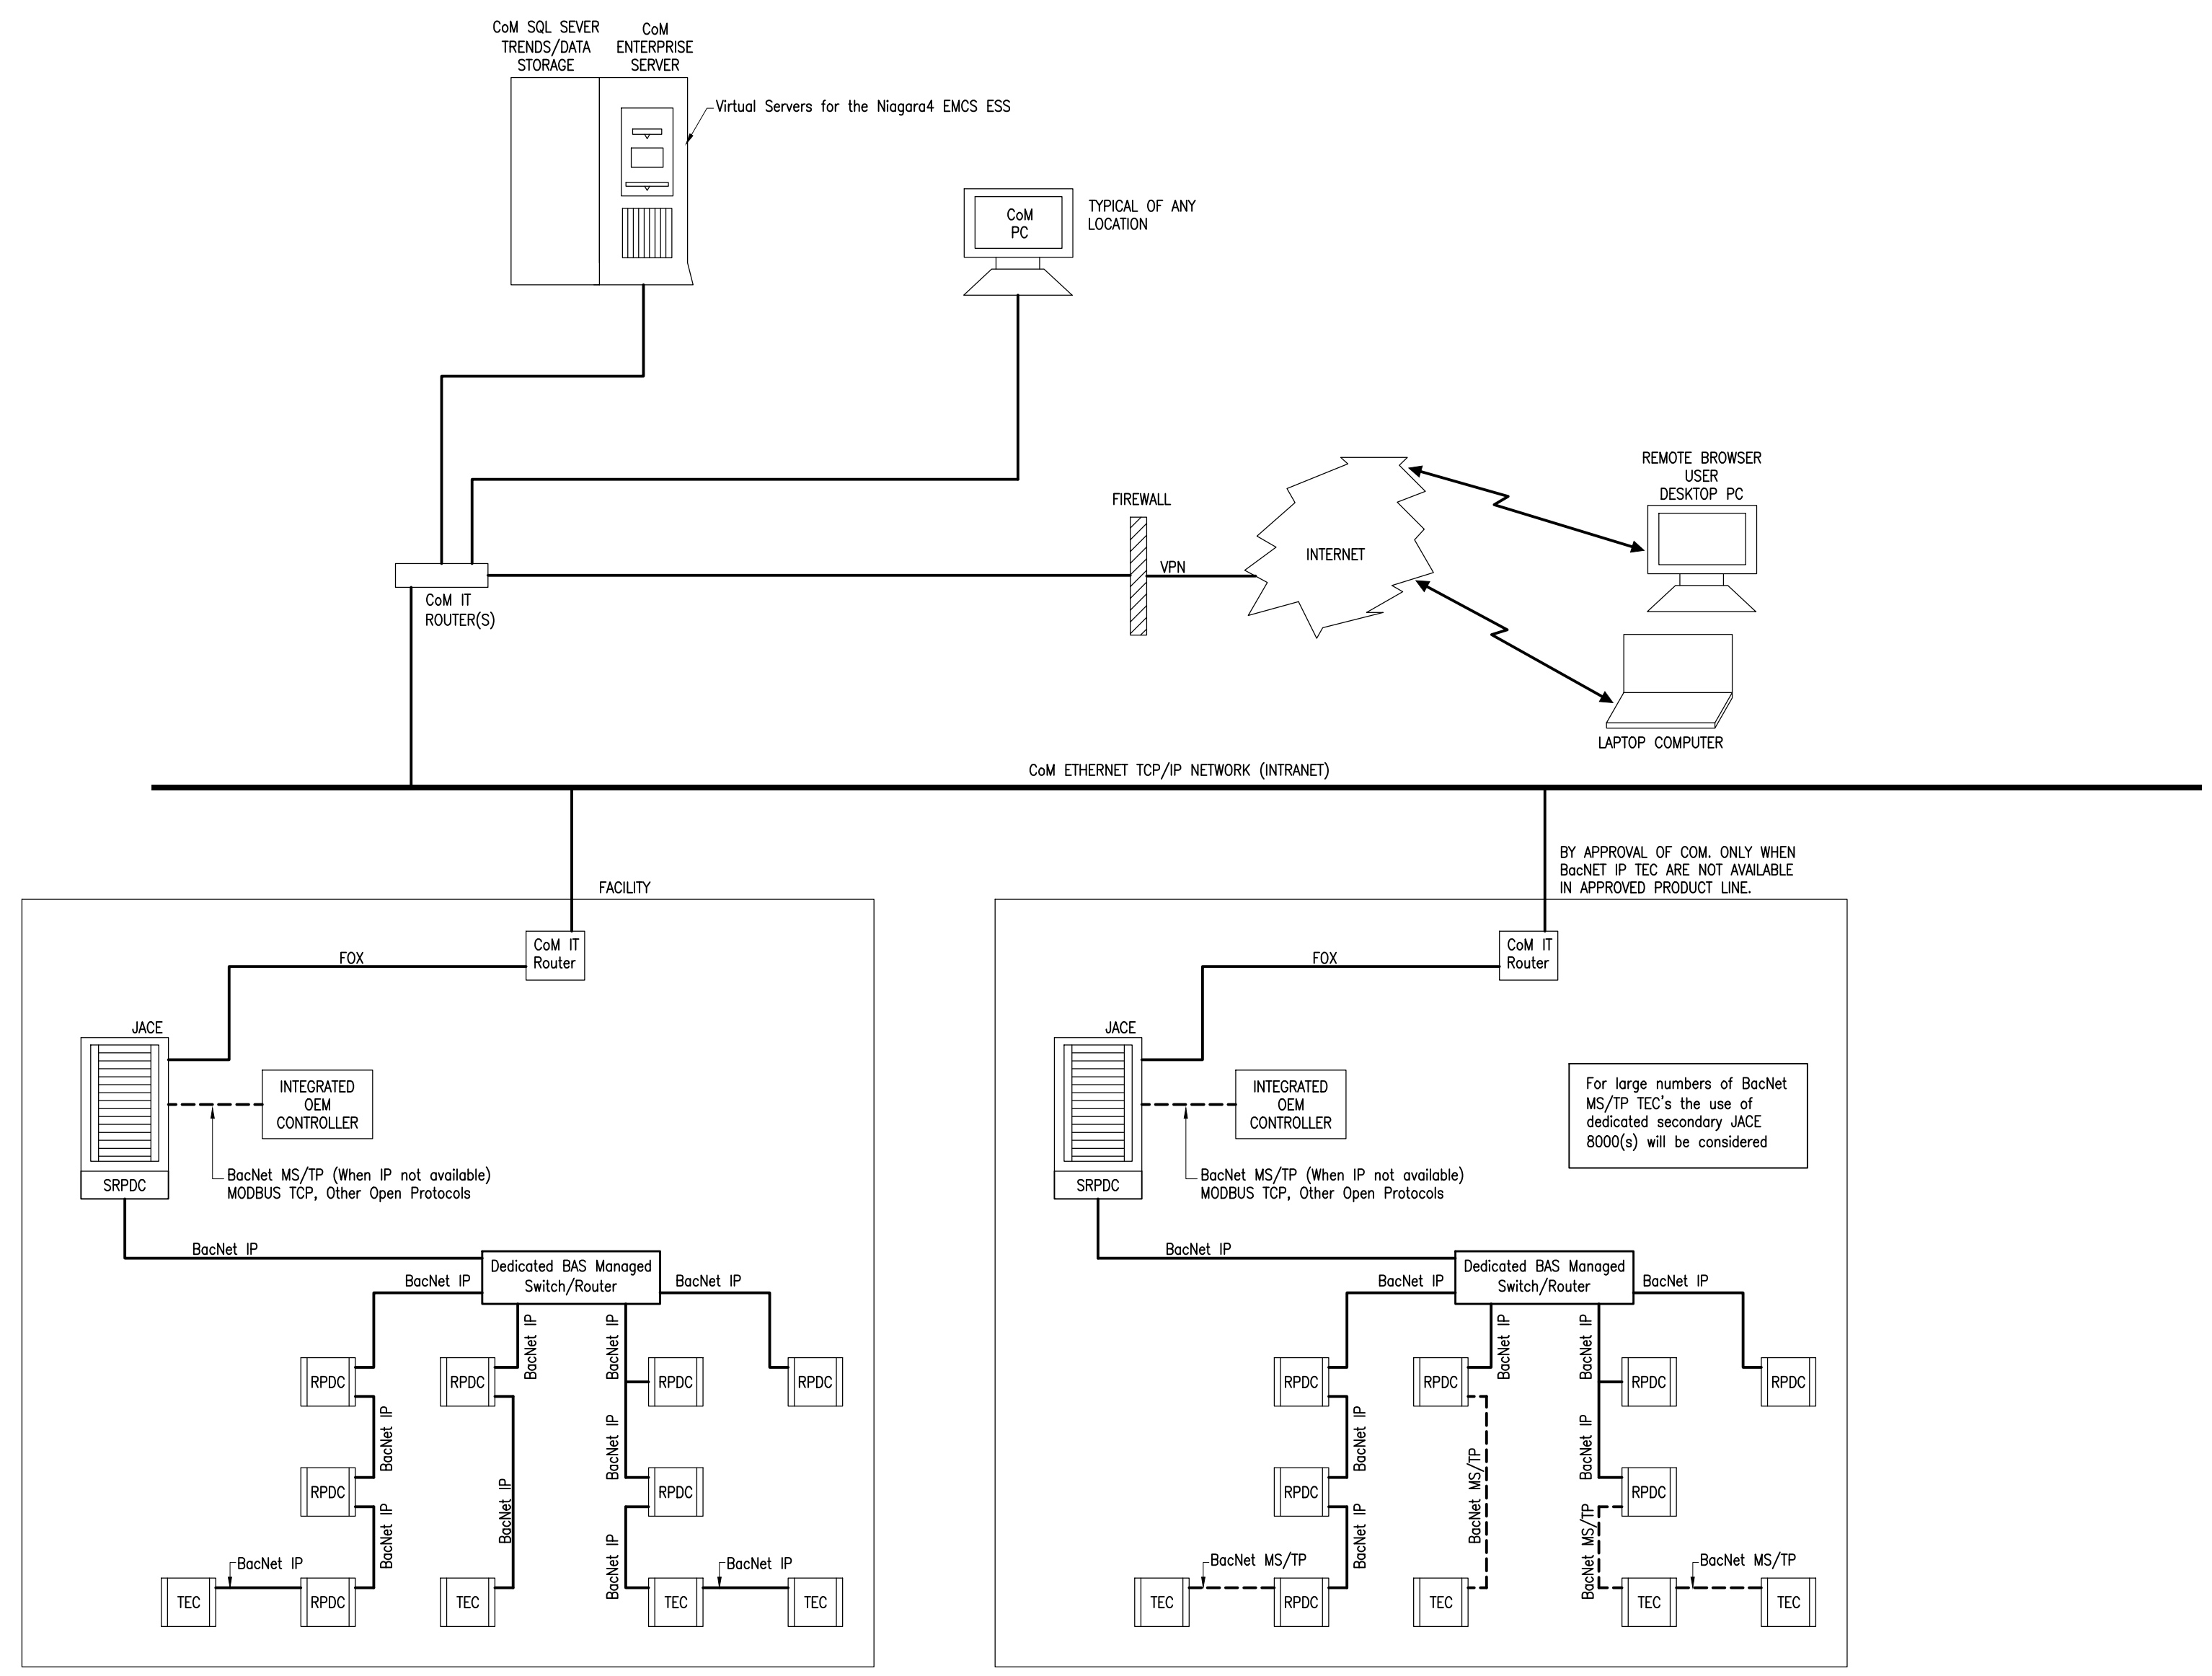 CoM SQL SEVER
TRENDS/DATA
STORAGE
CoM
ENTERPRISE
SERVER
Virtual Servers for the Niagara4 EMCS ESS
CoM
PC
TYPICAL OF ANY
LOCATION
REMOTE BROWSER
USER
DESKTOP PC
FIREWALL
INTERNET
VPN
CoM IT
ROUTER(S)
LAPTOP COMPUTER
CoM ETHERNET TCP/IP NETWORK (INTRANET)
FACILITY
CoM IT
Router
FOX
JACE
INTEGRATED
OEM
CONTROLLER
BacNet MS/TP (When IP not available)
MODBUS TCP, Other Open Protocols
SRPDC
BacNet IP
Dedicated BAS Managed
Switch/Router
BacNet IP
BacNet IP
BacNet IP
BacNet IP
RPDC
RPDC
RPDC
RPDC
BacNet IP
BacNet IP
BacNet IP
RPDC
RPDC
BacNet IP
BacNet IP
BacNet IP
BacNet IP
TEC
RPDC
TEC
TEC
TEC
BY APPROVAL OF COM. ONLY WHEN
BacNET IP TEC ARE NOT AVAILABLE
IN APPROVED PRODUCT LINE.
CoM IT
Router
FOX
JACE
INTEGRATED
OEM
CONTROLLER
For large numbers of BacNet
MS/TP TEC's the use of
dedicated secondary JACE
8000(s) will be considered
BacNet MS/TP (When IP not available)
MODBUS TCP, Other Open Protocols
SRPDC
BacNet IP
Dedicated BAS Managed
Switch/Router
BacNet IP
BacNet IP
BacNet IP
BacNet IP
RPDC
RPDC
RPDC
RPDC
BacNet IP
BacNet MS/TP
BacNet IP
RPDC
RPDC
BacNet IP
BacNet MS/TP
BacNet MS/TP
BacNet MS/TP
TEC
RPDC
TEC
TEC
TEC